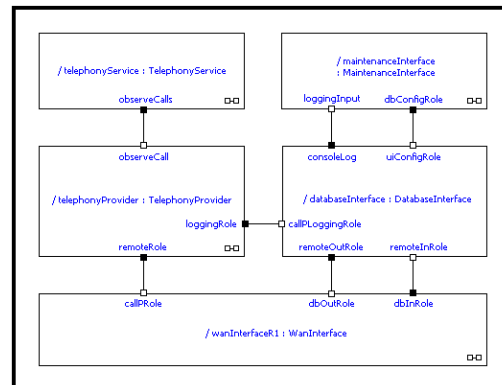 / telephonyService : TelephonyService
observeCalls
/ maintenanceInterface
: MaintenanceInterface
loggingInput dbConfigRole
observeCall
/ telephonyProvider : TelephonyProvider
loggingRole
remoteRole
consoleLog uiConfigRole
/ databaseInterface : DatabaseInterface
callPLoggingRole
remoteOutRole remoteInRole
callPRole dbOutRole dbInRole
/ wanInterfaceR1 : WanInterface